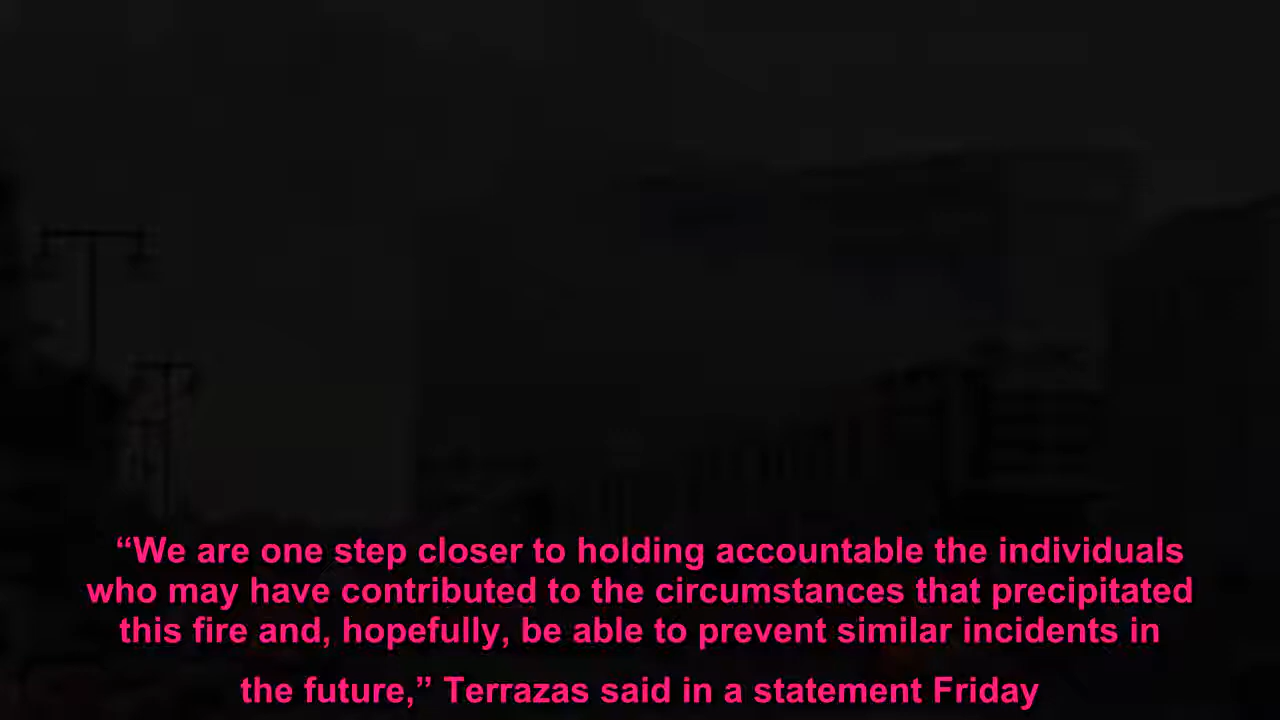 “We are one step closer to holding accountable the individuals
who may have contributed to the circumstances that precipitated
this fire and, hopefully, be able to prevent similar incidents in
the future,” Terrazas said in a statement Friday